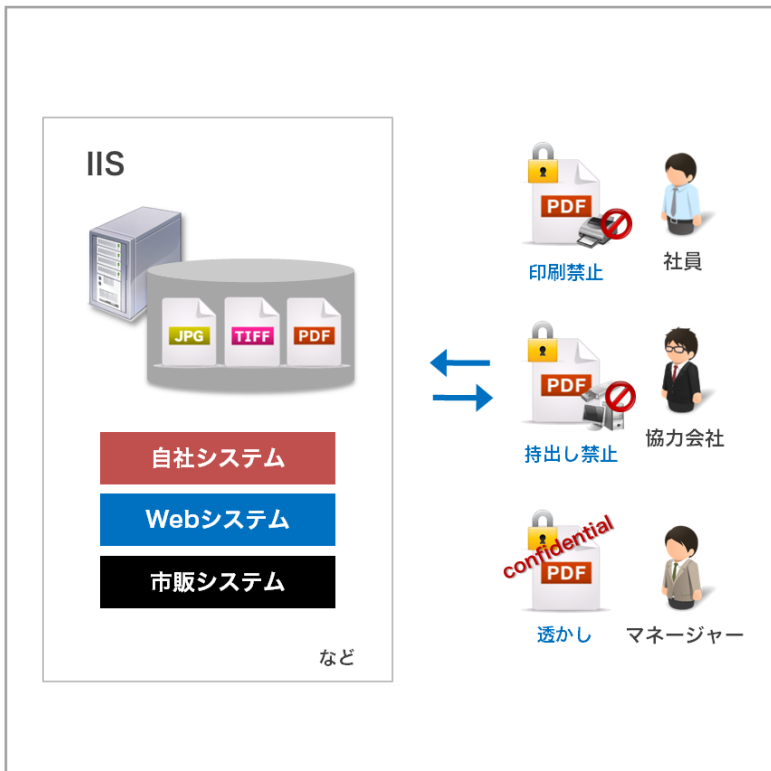 IIS
JPG
TIFF
PDF
自社システム
Webシステム
市販システム
など
PDF
印刷禁止
社員
PDF
持出し禁止
協力会社
confidential
PDF
透かし
マネージャー